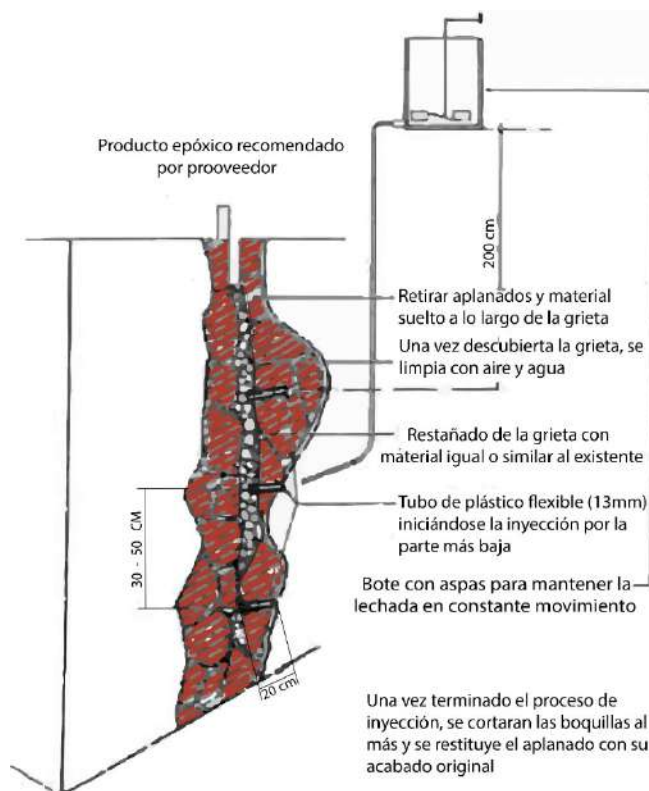 Producto epóxico recomendado
por prooveedor
200 cm
Retirar aplanados y material
suelto a lo largo de la grieta
Una vez descubierta la grieta, se
limpia con aire y agua
Restañado de la grieta con
material igual o similar al existente
Tubo de plástico flexible (13mm)
iniciándose la inyección por la
parte más baja
30 - 50 CM
Bote con aspas para mantener la
lechada en constante movimiento
20 cm
Una vez terminado el proceso de
inyección, se cortaran las boquillas al
más y se restituye el aplanado con su
acabado original